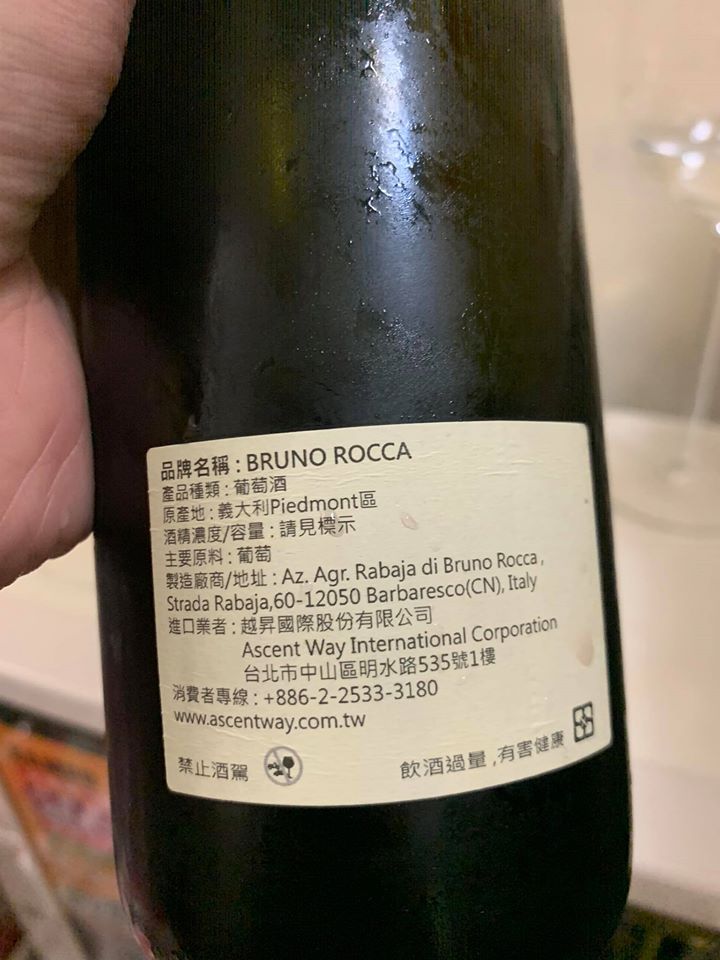 品牌名稱 : BRUNO ROCCA
產品種類 : 葡萄酒
原產地 : 義大利Piedmont區
酒精濃度/容量 : 請見標示
主要原料 : 葡萄
製造廠商/地址 : Az. Agr. Rabaja di Bruno Rocca ,
Strada Rabaja,60-12050 Barbaresco(CN), Italy
進口業者 : 越昇國際股份有限公司
Ascent Way International Corporation
台北市中山區明水路535號1樓
消費者專線 : +886-2-2533-3180
www.ascentway.com.tw
禁止酒駕
飲酒過量 ,有害健康